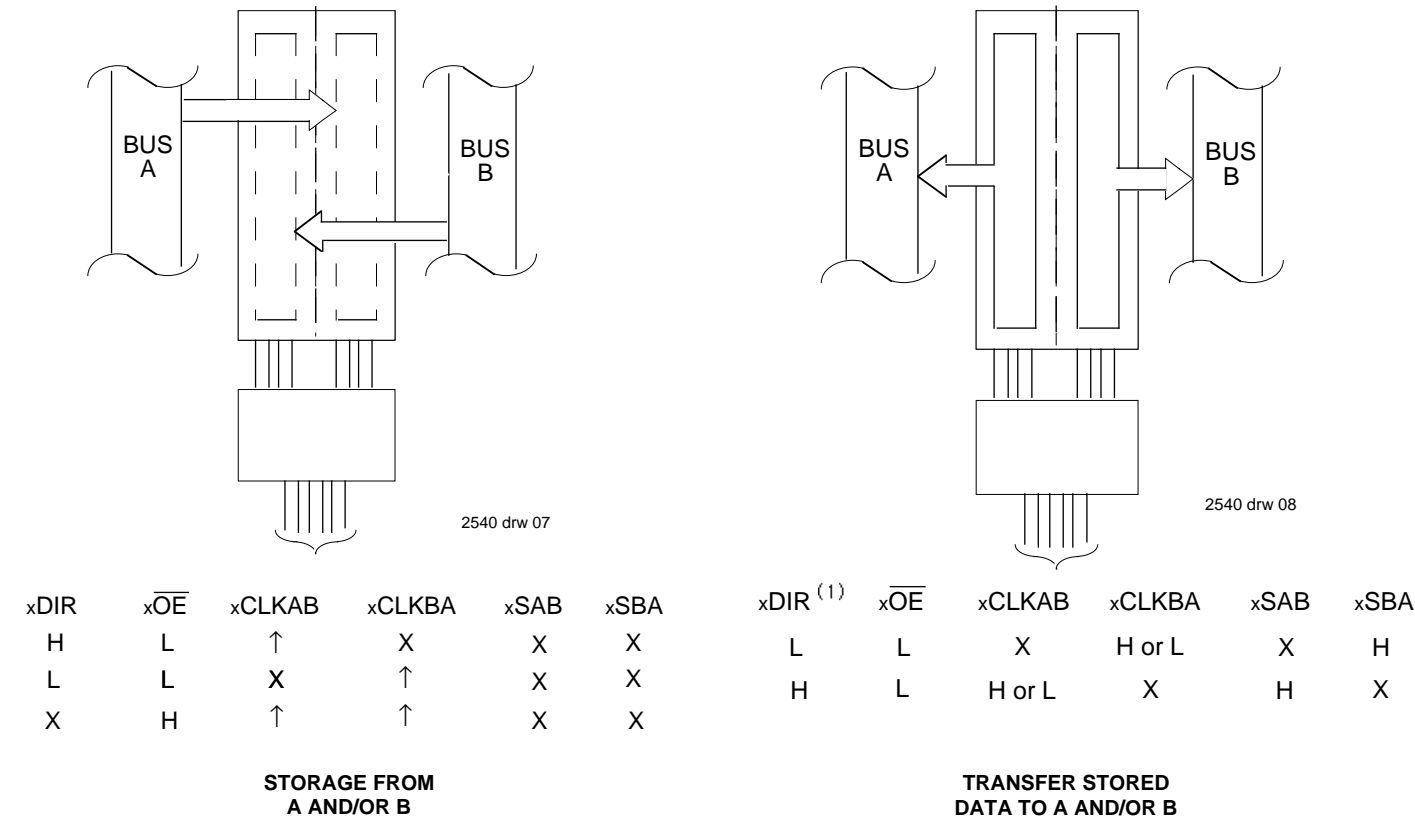 BUS
A
BUS
B
2540 drw 07
xDIR xOE xCLKAB xCLKBA xSAB xSBA
H L ↑ X X X
L L X ↑ X X
X H ↑ ↑ X X
STORAGE FROM
A AND/OR B
BUS
A
BUS
B
2540 drw 08
xDIR (1) xOE xCLKAB xCLKBA xSAB xSBA
L L X H or L X H
H L H or L X H X
TRANSFER STORED
DATA TO A AND/OR B